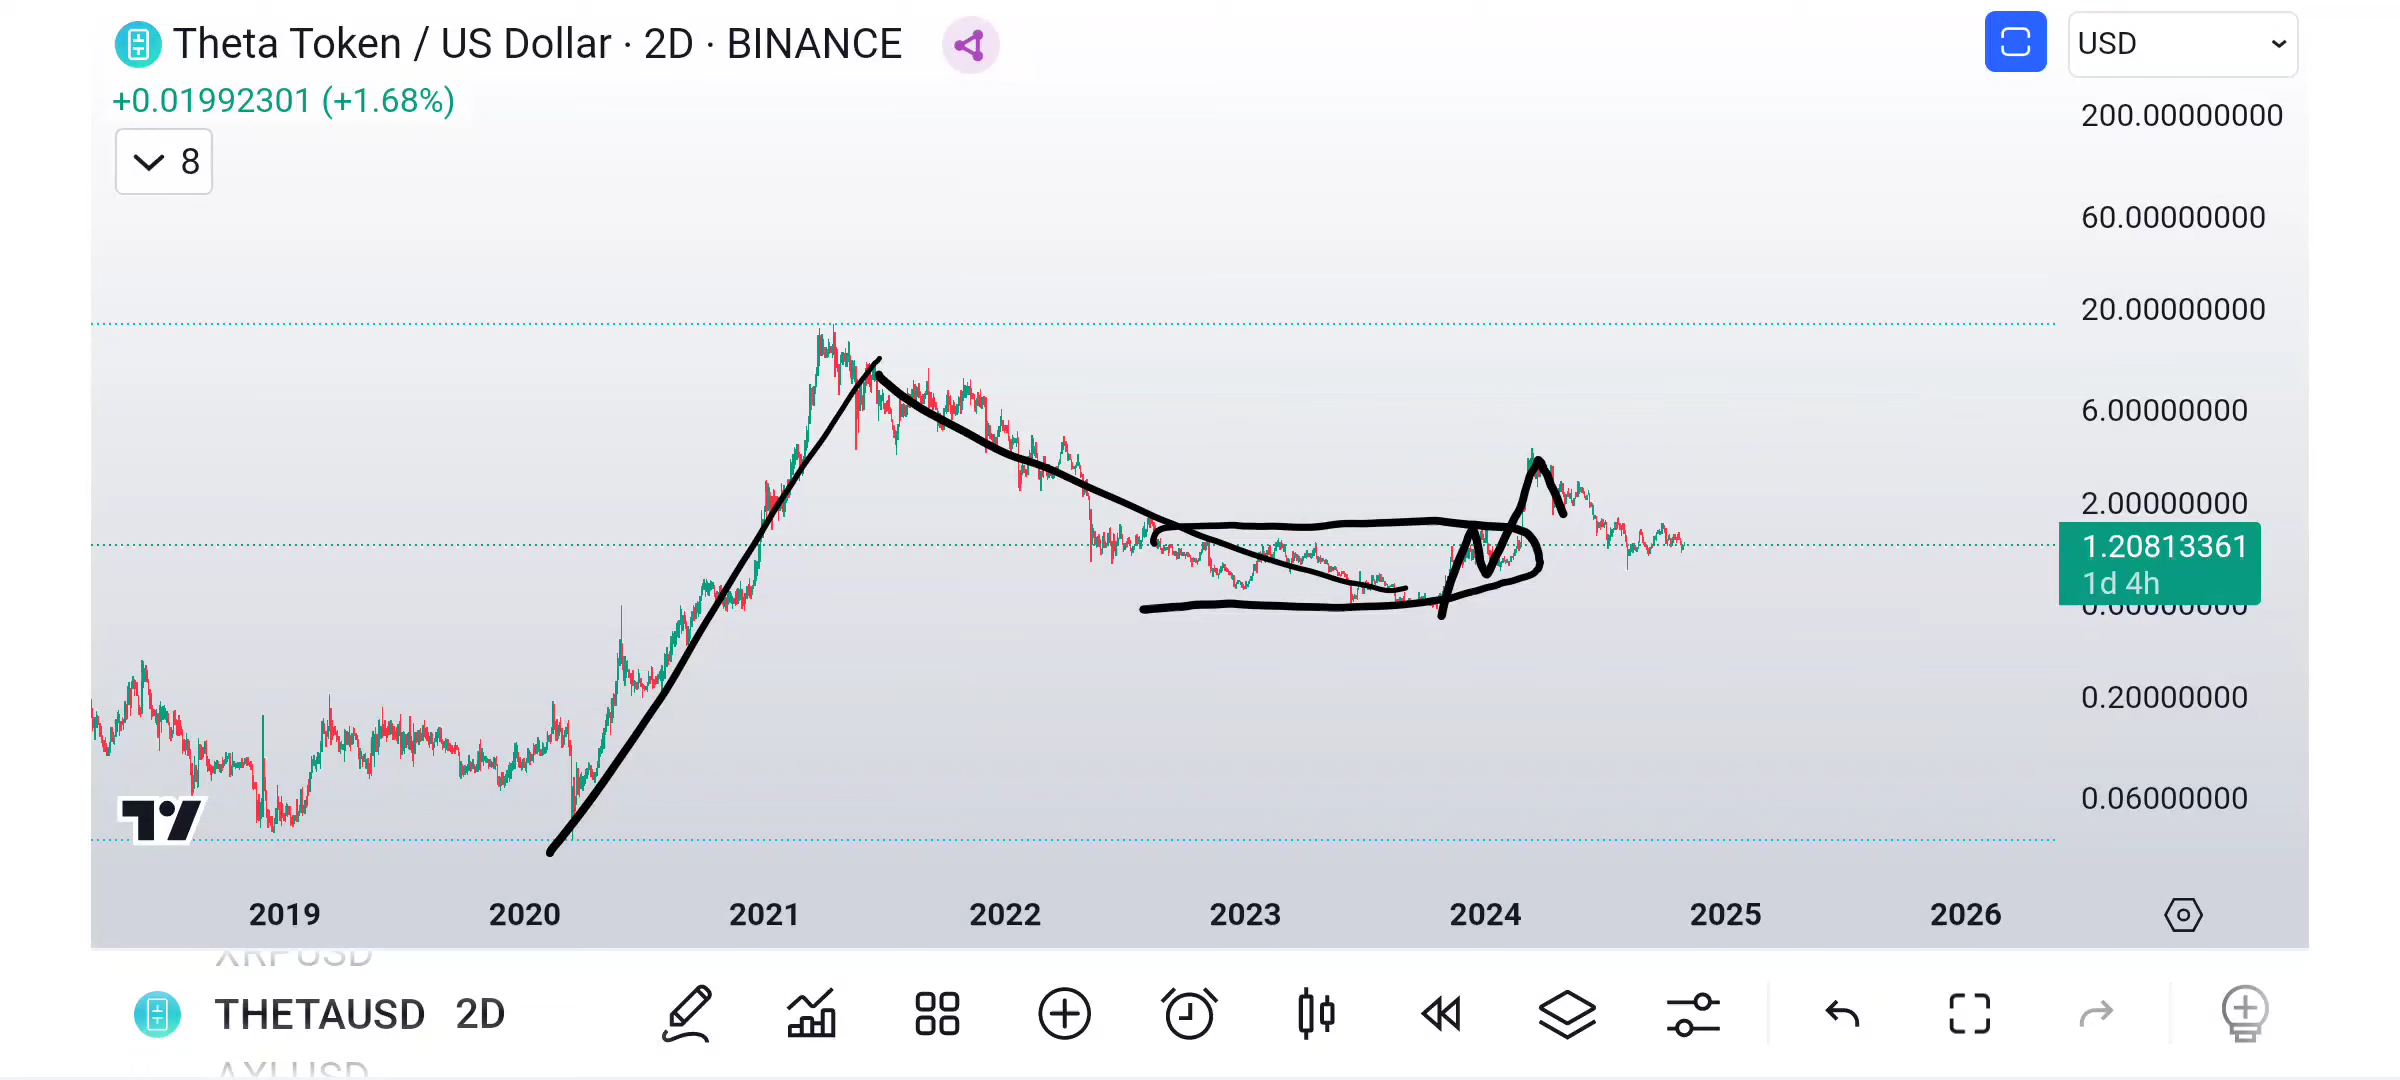 Theta Token / US Dollar · 2D · BINANCE
USD
+0.01992301 (+1.68%)
8
200.00000000
60.00000000
20.00000000
6.00000000
2.00000000
1.20813361
1d 4h
0.20000000
0.06000000
2019 2020 2021 2022 2023 2024 2025 2026
XRPUSD
THETAUSD 2D